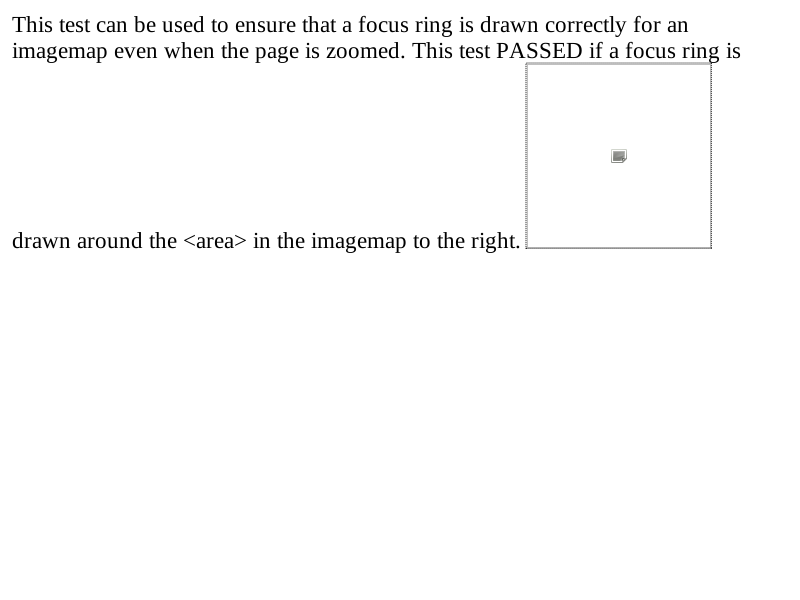 This test can be used to ensure that a focus ring is drawn correctly for an
imagemap even when the page is zoomed. This test PASSED if a focus ring is
drawn around the <area> in the imagemap to the right.